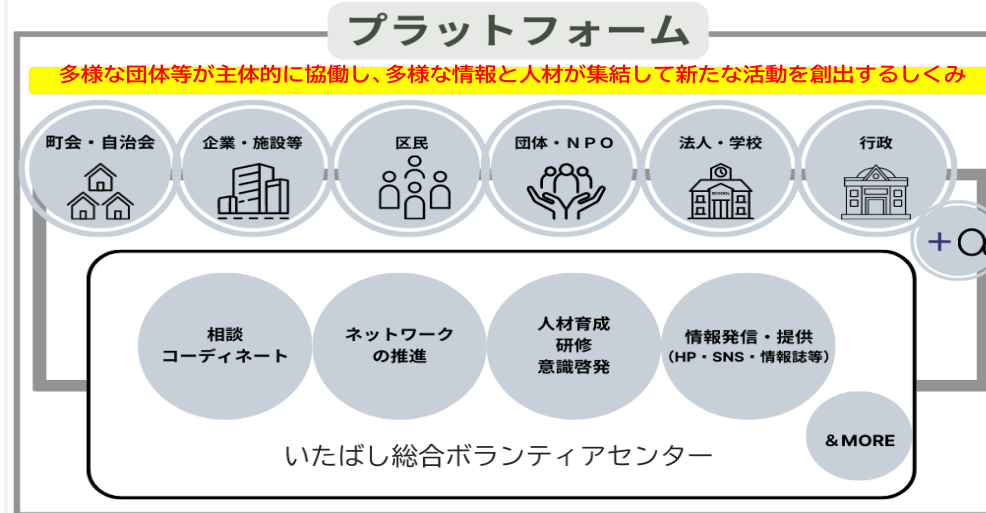 プラットフォーム
多様な団体等が主体的に協働し、多様な情報と人材が集結して新たな活動を創出するしくみ
町会・自治会
企業・施設等
区民
団体・NPO
法人・学校
行政
SCHOOL
+
相談
コーディネート
ネットワーク
の推進
人材育成
研修
意識啓発
情報発信・提供
(HP・SNS・情報誌等)
&MORE
いたばし総合ボランティアセンター